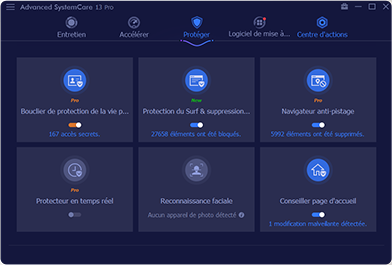 Advanced SystemCare 13 Pro
Entretien
Accélérer
Protéger
Logiciel de mise à...
Centre d'actions
Pro
Bouclier de protection de la vie p...
167 accès secrets.
New
Protection du Surf & suppression...
27658 éléments ont été bloqués.
Pro
Navigateur anti-pistage
5992 éléments ont été supprimés.
Pro
Protecteur en temps réel
Reconnaissance faciale
Aucun appareil de photo détecté
Conseiller page d'accueil
1 modification malveillante détectée.